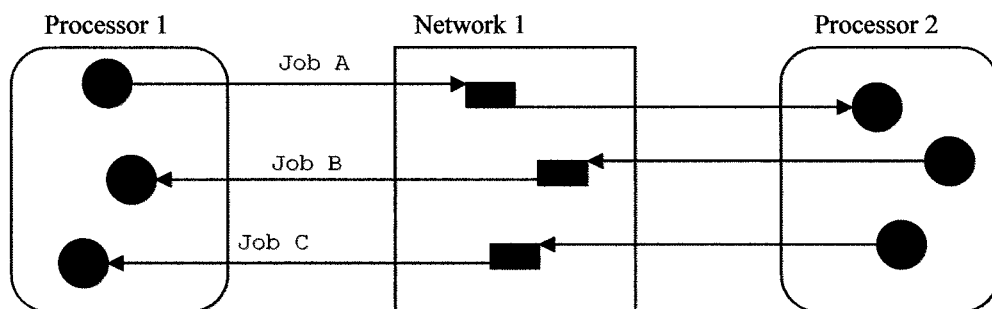 Processor 1
Network 1
Processor 2
Job A
Job B
Job C